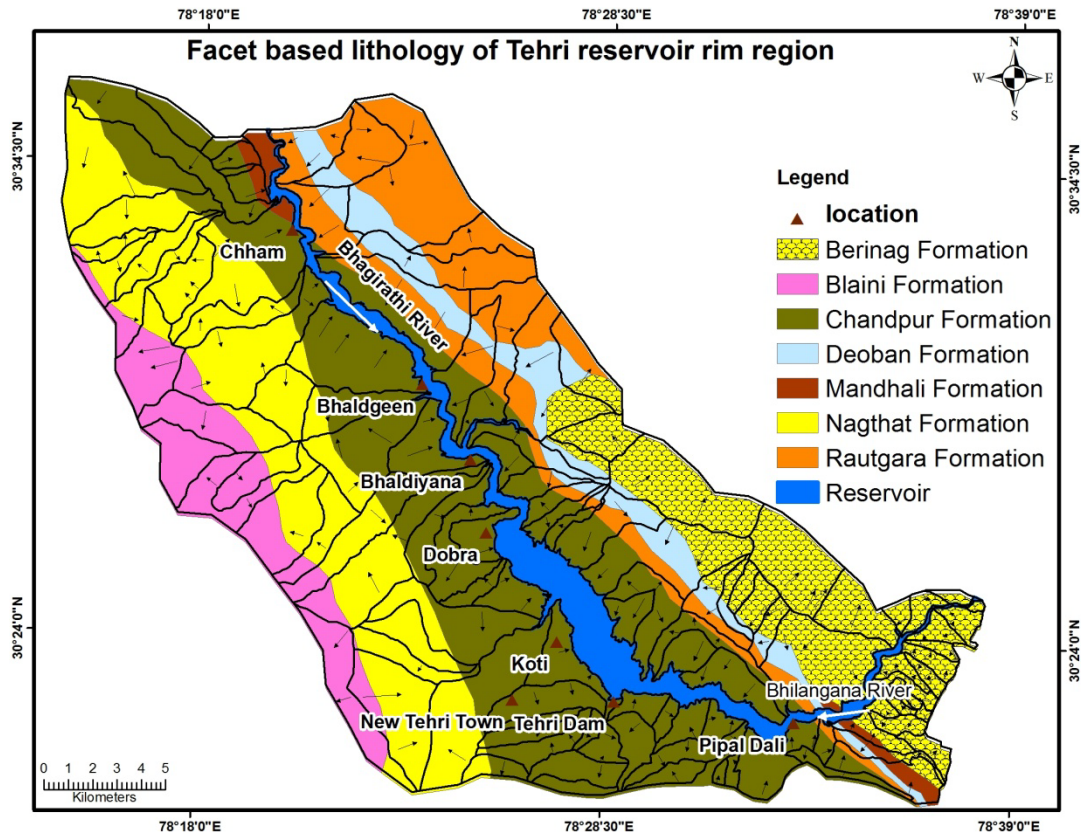 78°18'0"E 78°28'30"E 78°39'0"E
Facet based lithology of Tehri reservoir rim region
N
W E
S
30°34'30"N
30°34'30"N
Legend
location
Berinag Formation
Blaini Formation
Chandpur Formation
Deoban Formation
Mandhali Formation
Nagthat Formation
Rautgara Formation
Reservoir
Chham
Bhagirathi River
Bhaldgeen
Bhaldiyana
Dobra
Koti
New Tehri Town
Tehri Dam
Pipal Dali
Bhilangana River
30°24'0"N
30°24'0"N
0 1 2 3 4 5
Kilometers
78°18'0"E 78°28'30"E 78°39'0"E